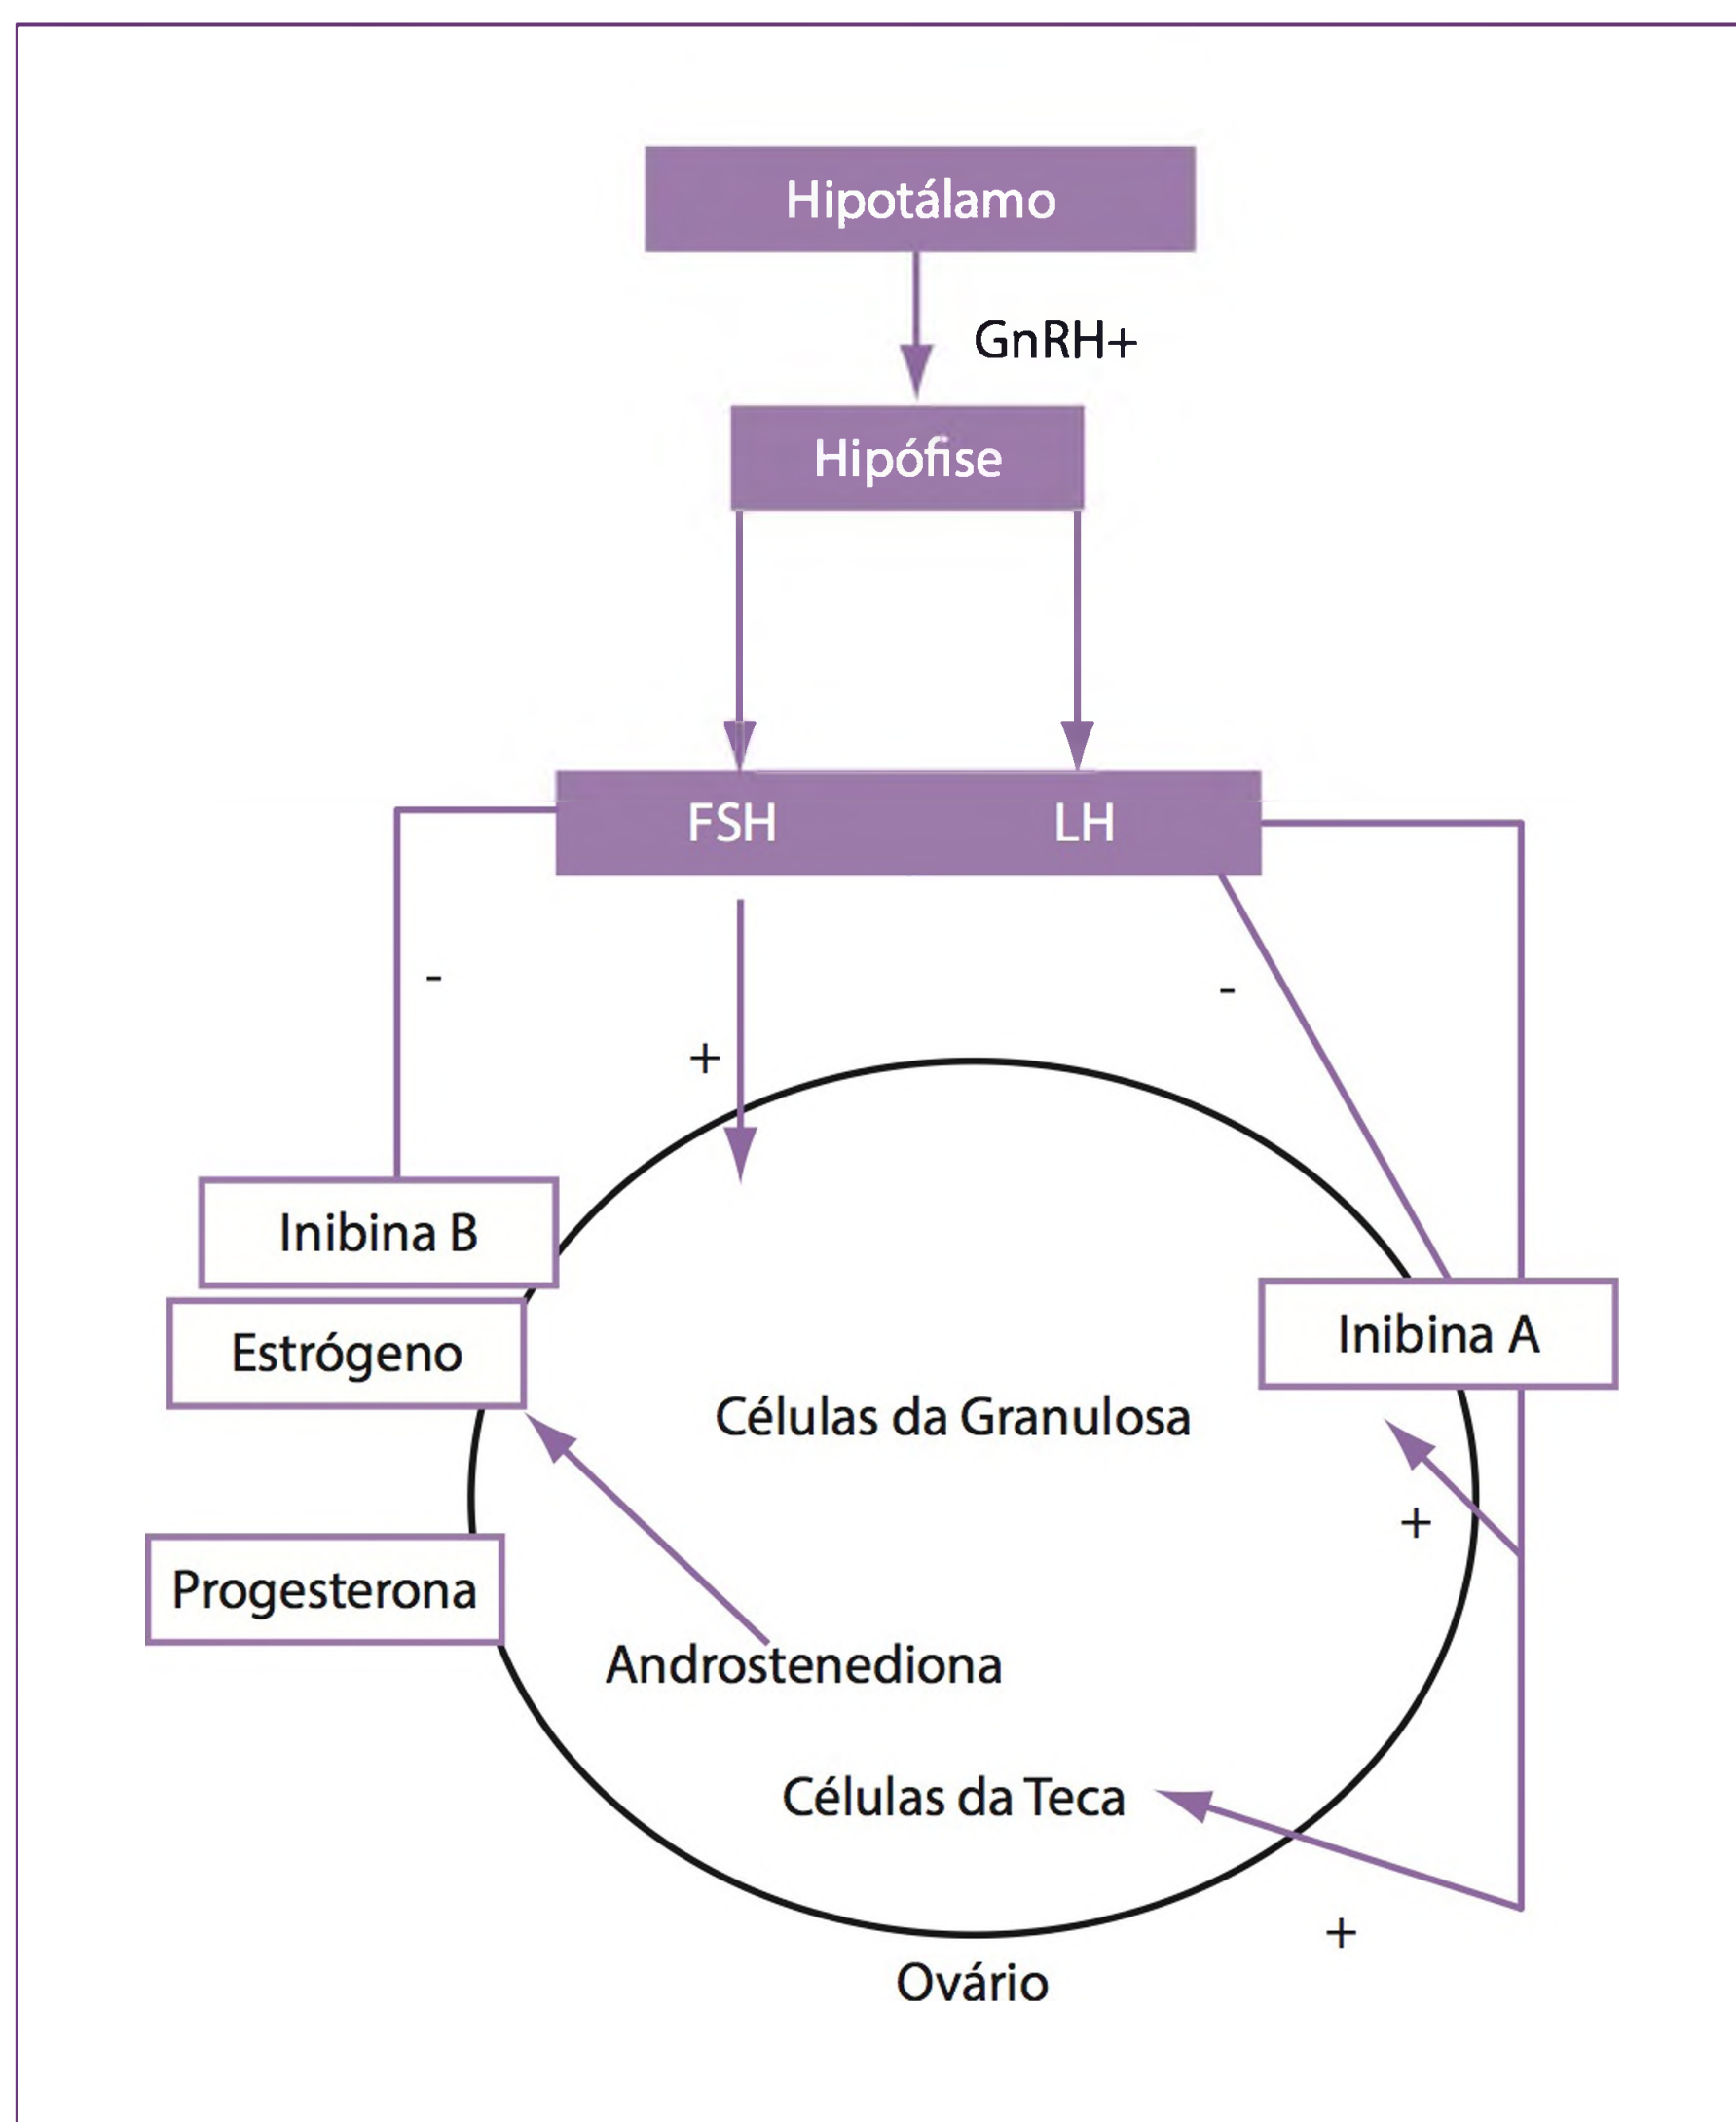 Hipotálamo
GnRH+
Hipófise
FSH
LH
-
-
+
Inibina B
Inibina A
Estrógeno
Células da Granulosa
+
Progesterona
Androstenediona
Células da Teca
+
Ovário